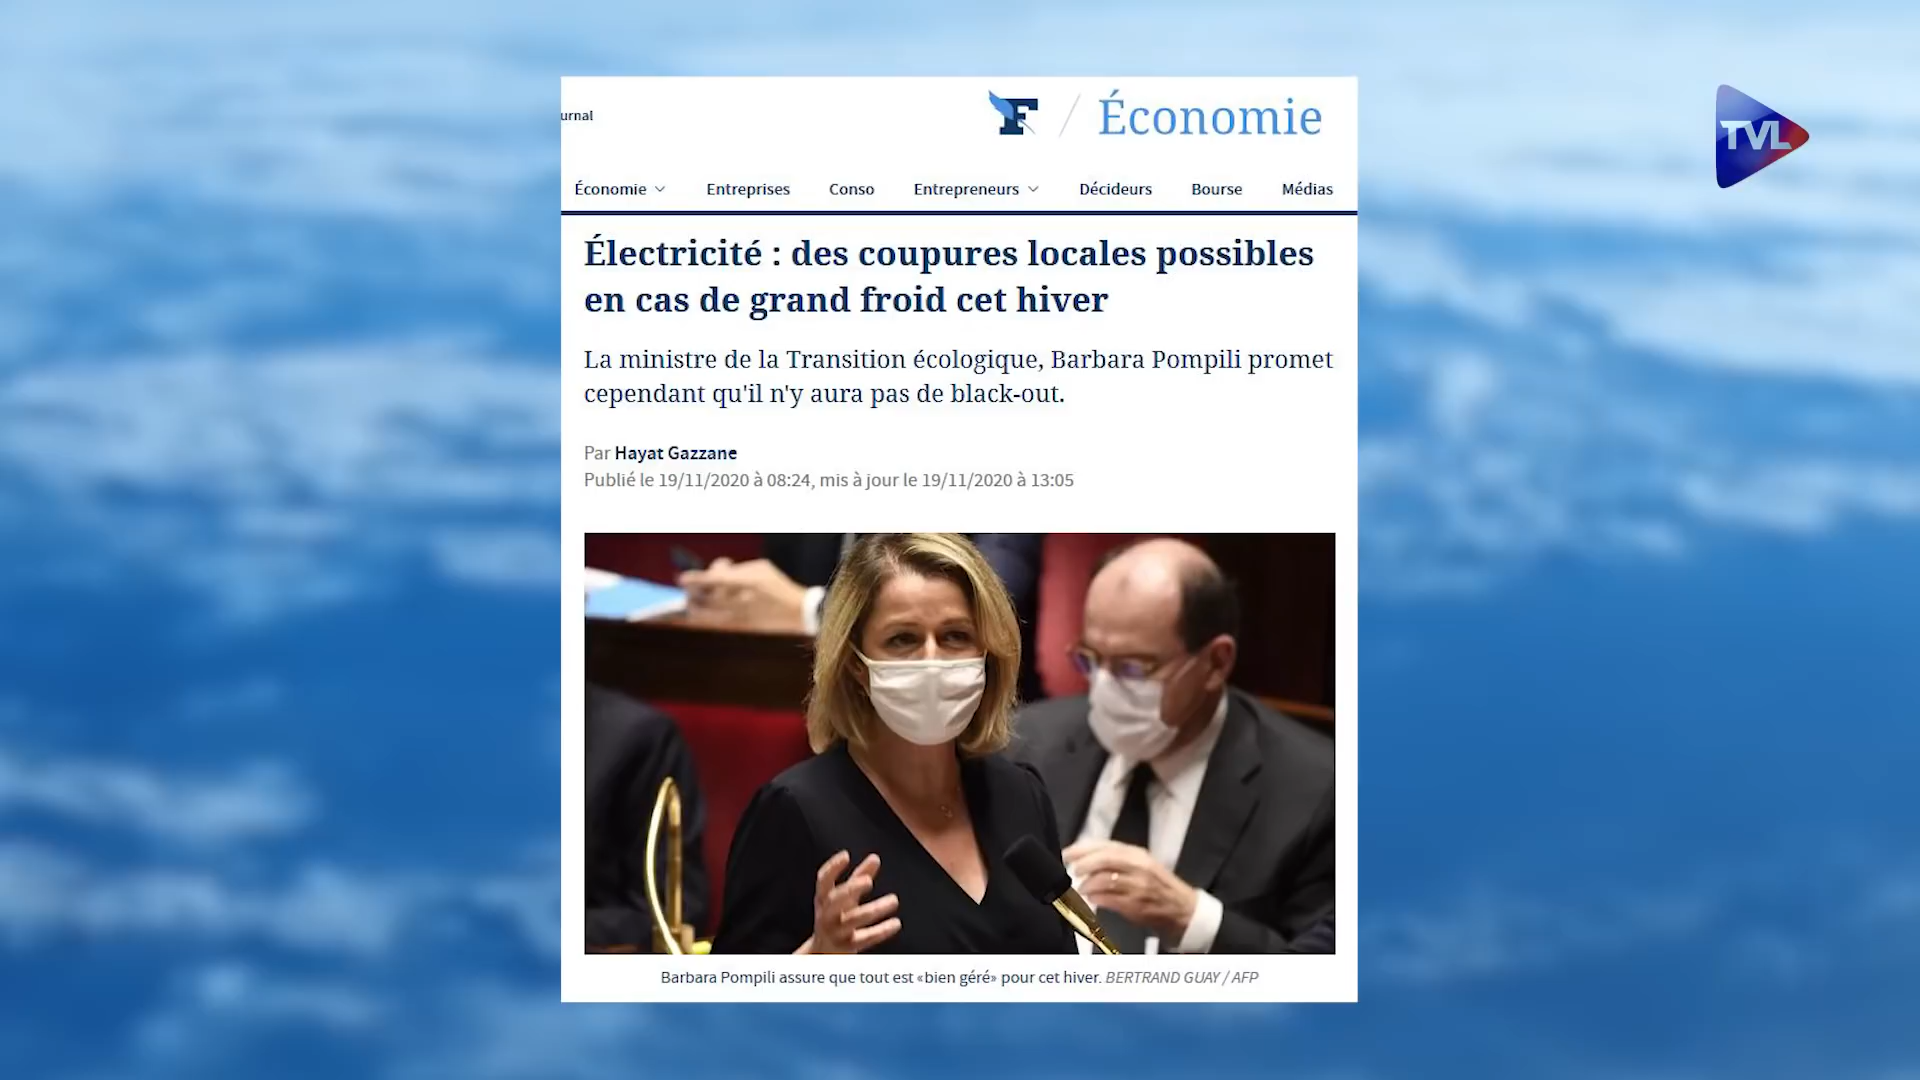 urnal
F / Économie
TVL
Économie Entreprises Conso Entrepreneurs Décideurs Bourse Médias
Électricité : des coupures locales possibles
en cas de grand froid cet hiver
La ministre de la Transition écologique, Barbara Pompili promet
cependant qu'il n'y aura pas de black-out.
Par Hayat Gazzane
Publié le 19/11/2020 à 08:24, mis à jour le 19/11/2020 à 13:05
Barbara Pompili assure que tout est «bien géré» pour cet hiver. BERTRAND GUAY / AFP